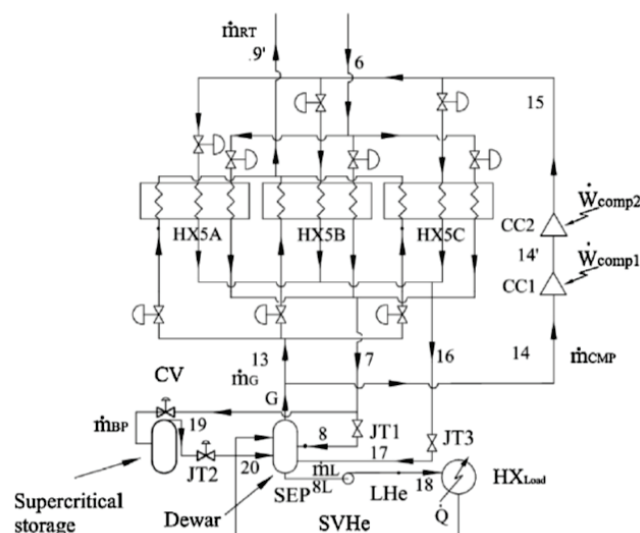 ṁRT
9'
6
15
HX5A
HX5B
HX5C
CC2
Ẇcomp2
14'
Ẇcomp1
CC1
13
7
16
14
ṁCMP
ṁG
CV
G
ṁBP
19
8
JT1
JT3
JT2
20
17
ṁL
8L
18
HXLoad
SEP
LHe
Supercritical
storage
Dewar
SVHe
Q̇